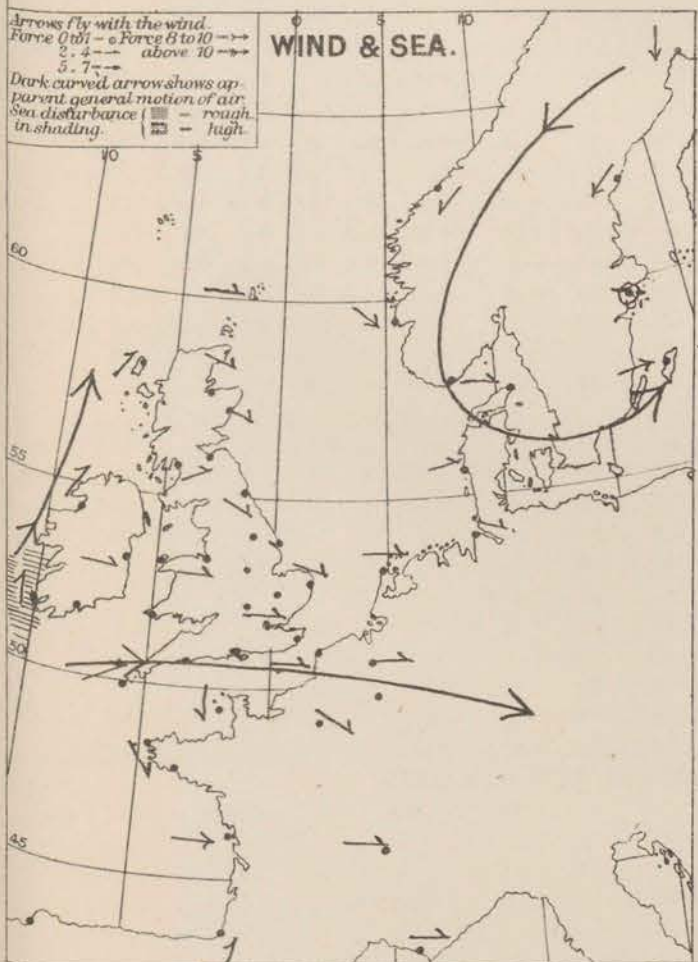 Arrows fly with the wind.
Force 0 to 1 - Force 8 to 10
2. 4 - above 10
5. 7 -
Dark curved arrow shows ap-
parent general motion of air
Sea disturbance { - rough
in shading. { - high
WIND & SEA.
0 5 10
10 5
60
55
50
45